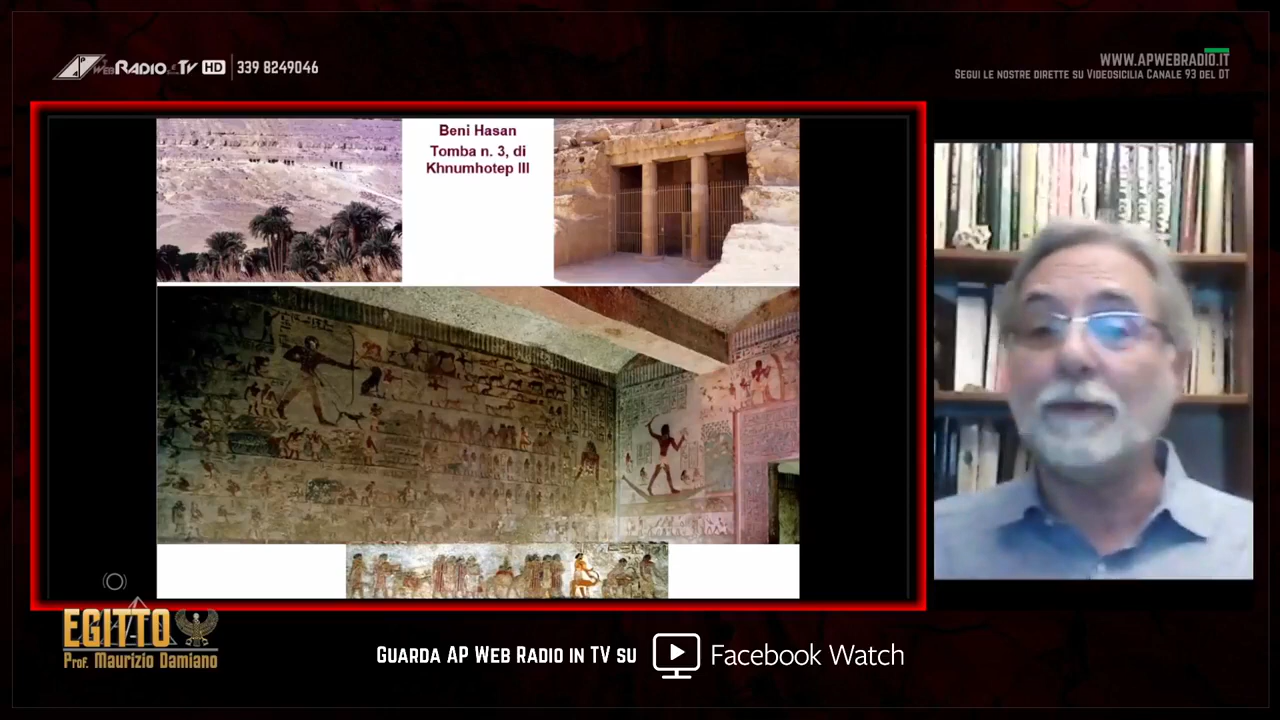 WEB RADIO E TV HD 339 8249046
WWW.APWEBRADIO.IT
SEGUI LE NOSTRE DIRETTE SU VIDEOSICILIA CANALE 93 DEL DT
Beni Hasan
Tomba n. 3, di
Khnumhotep III
EGITTO
PROF. MAURIZIO DAMIANO
GUARDA AP WEB RADIO IN TV SU
Facebook Watch